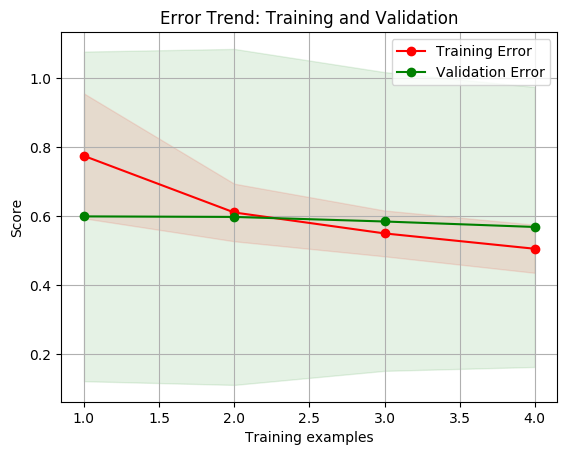 Error Trend: Training and Validation
Training Error
Validation Error
Score
1.0
0.8
0.6
0.4
0.2
1.0 1.5 2.0 2.5 3.0 3.5 4.0
Training examples